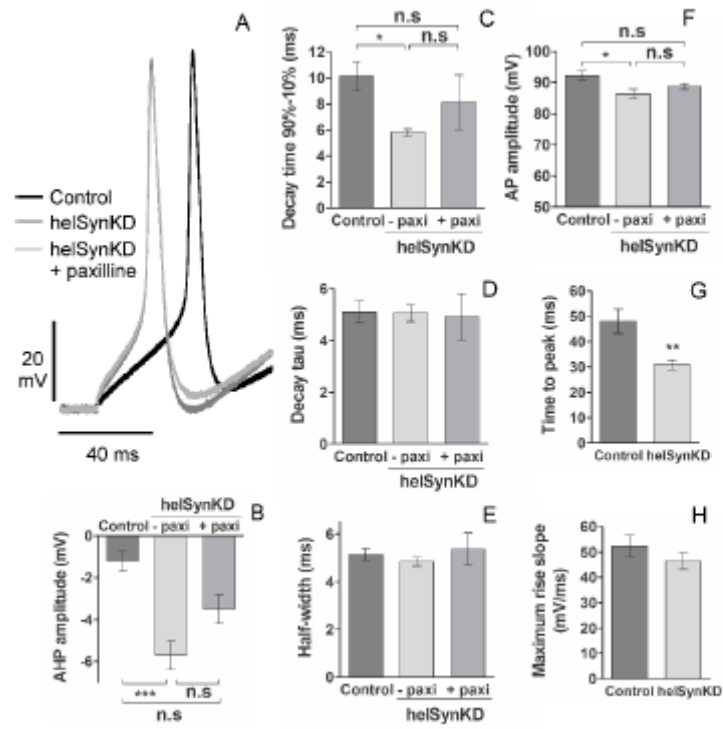 A
Control
helSynKD
helSynKD
+ paxilline
20
mV
40 ms
B
helSynKD
Control - paxi + paxi
AHP amplitude (mV)
0
-2
-4
-6
***
n.s
n.s
C
n.s
*
n.s
Decay time 90%-10% (ms)
12
10
8
6
4
2
0
Control - paxi + paxi
helSynKD
D
Decay tau (ms)
6
4
2
0
Control - paxi + paxi
helSynKD
E
Half-width (ms)
6
4
2
0
Control - paxi + paxi
helSynKD
F
n.s
*
n.s
AP amplitude (mV)
100
90
80
70
60
50
Control - paxi + paxi
helSynKD
G
Time to peak (ms)
60
50
40
30
20
10
0
**
Control helSynKD
H
Maximum rise slope
(mV/ms)
60
50
40
30
20
10
0
Control helSynKD